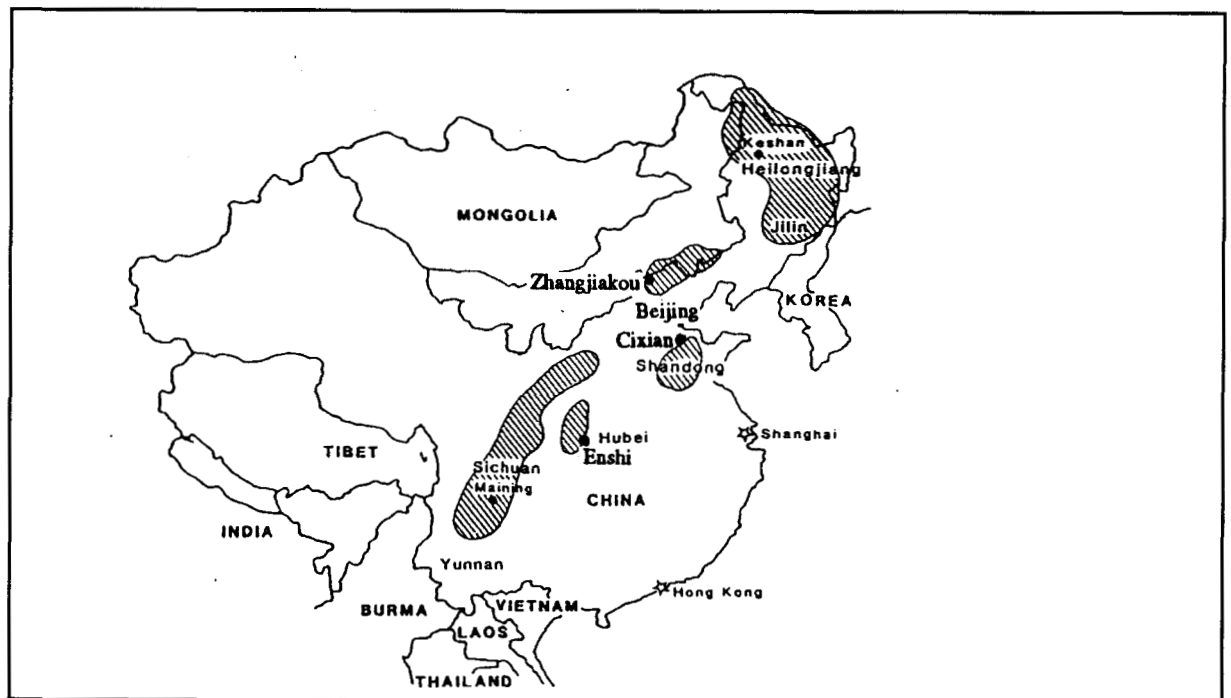 Keshan
Heilongjiang
MONGOLIA
Jilin
Zhangjiakou
KOREA
Beijing
Cixian
Shandong
Hubei
Shanghai
TIBET
Enshi
Sichuan
Maining
CHINA
INDIA
Yunnan
Hong Kong
BURMA
VIETNAM
LAOS
THAILAND